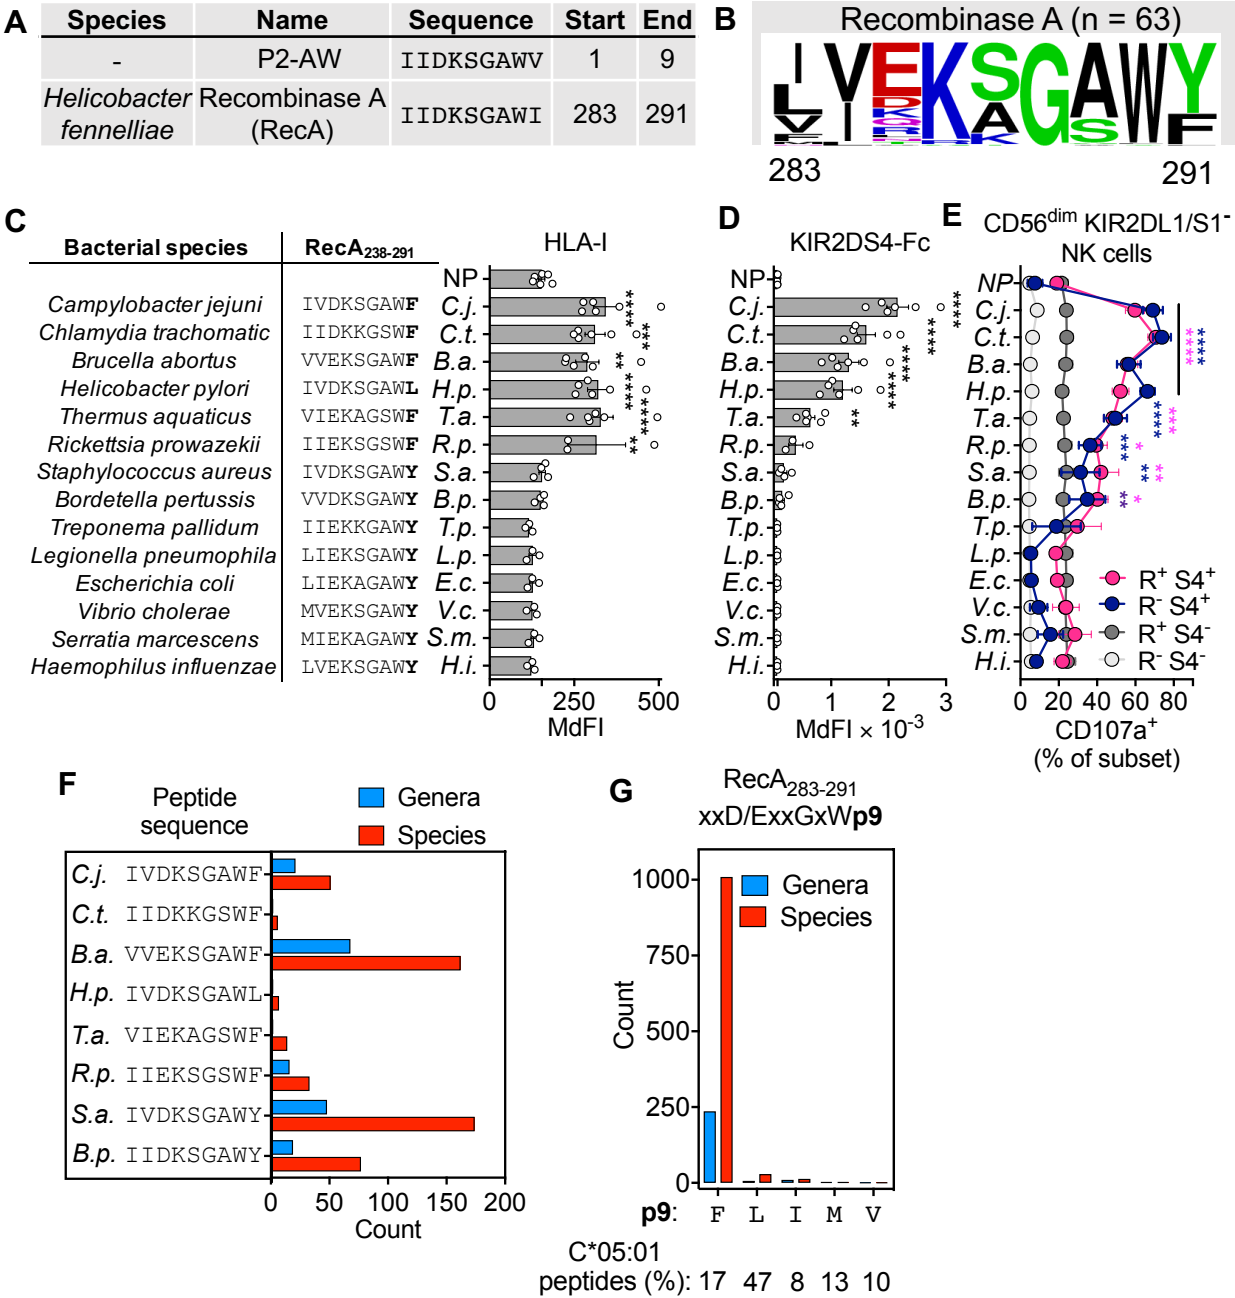 A
Species Name Sequence Start End
- P2-AW IIDKSGAWV 1 9
Helicobacter fennelliae Recombinase A (RecA) IIDKSGAWI 283 291
B
Recombinase A (n = 63)
283 291
C
Bacterial species RecA238-291
HLA-I
NP
Campylobacter jejuni IVDKSGAWF C.j. ****
Chlamydia trachomatic IIDKKGSWF C.t. ***
Brucella abortus VVEKSGAWF B.a. **
Helicobacter pylori IVDKSGAWL H.p. ****
Thermus aquaticus VIEKAGSWF T.a. ****
Rickettsia prowazekii IIEKSGSWF R.p. **
Staphylococcus aureus IVDKSGAWY S.a.
Bordetella pertussis VVDKSGAWY B.p.
Treponema pallidum IIEKKGAWY T.p.
Legionella pneumophila LIEKSGAWY L.p.
Escherichia coli LIEKAGAWY E.c.
Vibrio cholerae MVEKSGAWY V.c.
Serratia marcescens MIEKAGAWY S.m.
Haemophilus influenzae LVEKSGAWY H.i.
0 250 500
MdFI
D
KIR2DS4-Fc
NP
C.j. ****
C.t. ****
B.a. ****
H.p. ****
T.a. **
R.p.
S.a.
B.p.
T.p.
L.p.
E.c.
V.c.
S.m.
H.i.
0 1 2 3
MdFI × 10-3
E
CD56dim KIR2DL1/S1-
NK cells
NP
C.j.
C.t. **** ****
B.a.
H.p.
T.a. **** ***
R.p. *** *
S.a. ** **
B.p. ** *
T.p.
L.p.
E.c.
V.c.
S.m.
H.i.
R+ S4+
R- S4+
R+ S4-
R- S4-
0 20 40 60 80
CD107a+
(% of subset)
F
Peptide
sequence
Genera
Species
C.j. IVDKSGAWF
C.t. IIDKKGSWF
B.a. VVEKSGAWF
H.p. IVDKSGAWL
T.a. VIEKAGSWF
R.p. IIEKSGSWF
S.a. IVDKSGAWY
B.p. IIDKSGAWY
0 50 100 150 200
Count
G
RecA283-291
xxD/ExxGxWp9
Genera
Species
1000
750
500
250
0
Count
p9: F L I M V
C*05:01
peptides (%): 17 47 8 13 10